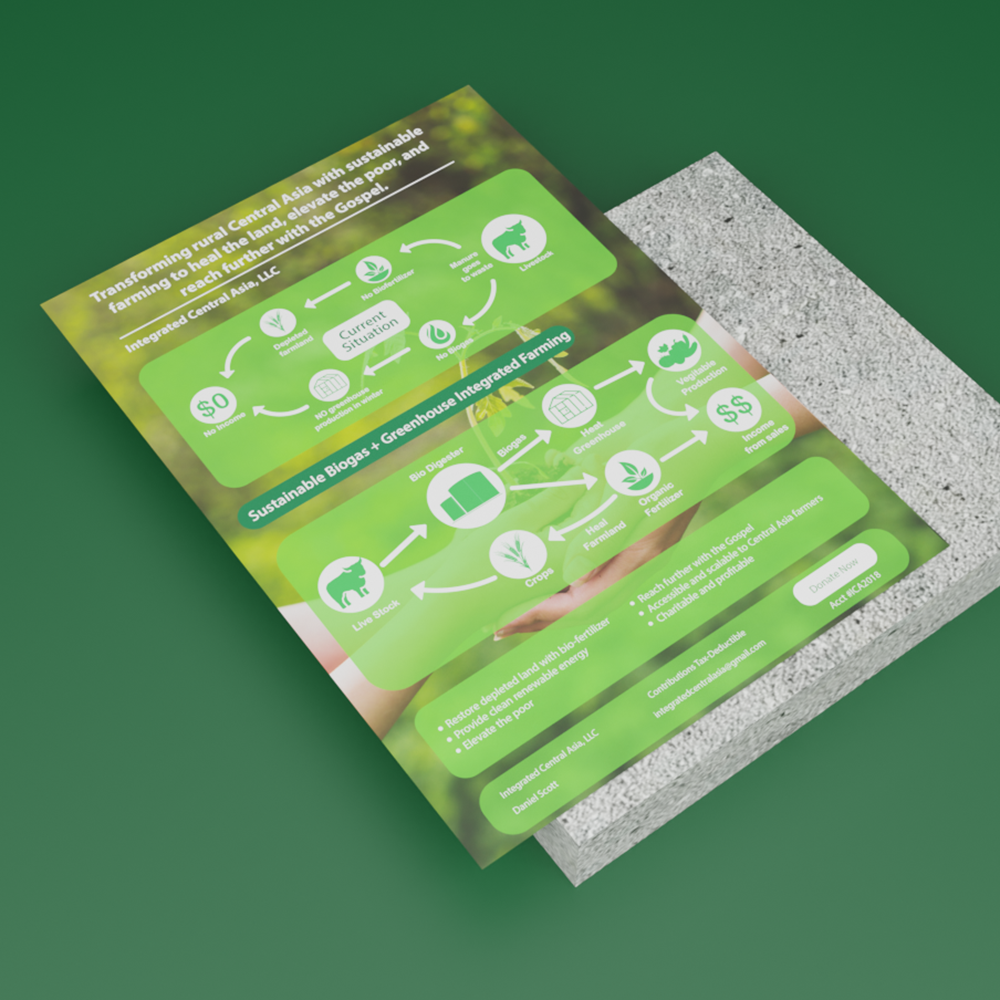 Transforming rural Central Asia with sustainable
farming to heal the land, elevate the poor, and
reach further with the Gospel.
Integrated Central Asia, LLC
Livestock
Manure
goes
to waste
No Biofertilizer
Depleted
farmland
Current
Situation
No Biogas
NO greenhouse
production in winter
$0
No Income
Sustainable Biogas + Greenhouse Integrated Farming
Vegitable
Production
$$
Income
from sales
Heat
Greenhouse
Biogas
Bio Digester
Organic
Fertilizer
Heal
Farmland
Crops
Live Stock
• Restore depleted land with bio-fertilizer
• Provide clean renewable energy
• Elevate the poor
• Reach further with the Gospel
• Accessible and scalable to Central Asia farmers
• Charitable and profitable
Integrated Central Asia, LLC
Daniel Scott
Contributions Tax-Deductible
integratedcentralasia@gmail.com
Donate Now
Acct #ICA2018